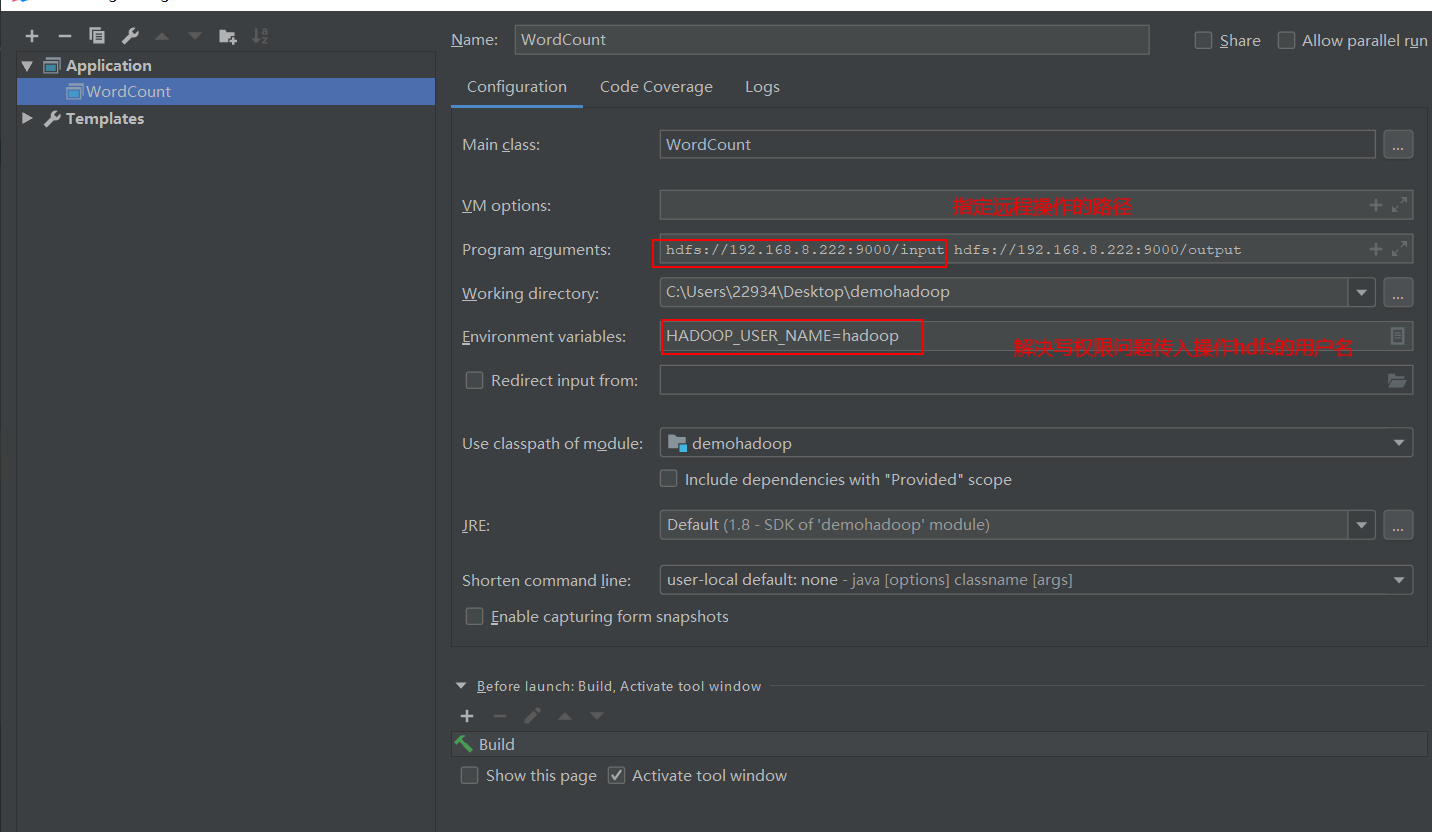 Name: WordCount
Share
Allow parallel run
Application
WordCount
Templates
Configuration
Code Coverage
Logs
Main class: WordCount
...
VM options:
指定远程操作的路径
Program arguments: hdfs://192.168.8.222:9000/input hdfs://192.168.8.222:9000/output
Working directory: C:\Users\22934\Desktop\demohadoop
...
Environment variables: HADOOP_USER_NAME=hadoop
解决写权限问题传入操作hdfs的用户名
Redirect input from:
Use classpath of module: demohadoop
Include dependencies with "Provided" scope
JRE: Default (1.8 - SDK of 'demohadoop' module)
...
Shorten command line: user-local default: none - java [options] classname [args]
Enable capturing form snapshots
Before launch: Build, Activate tool window
Build
Show this page
Activate tool window